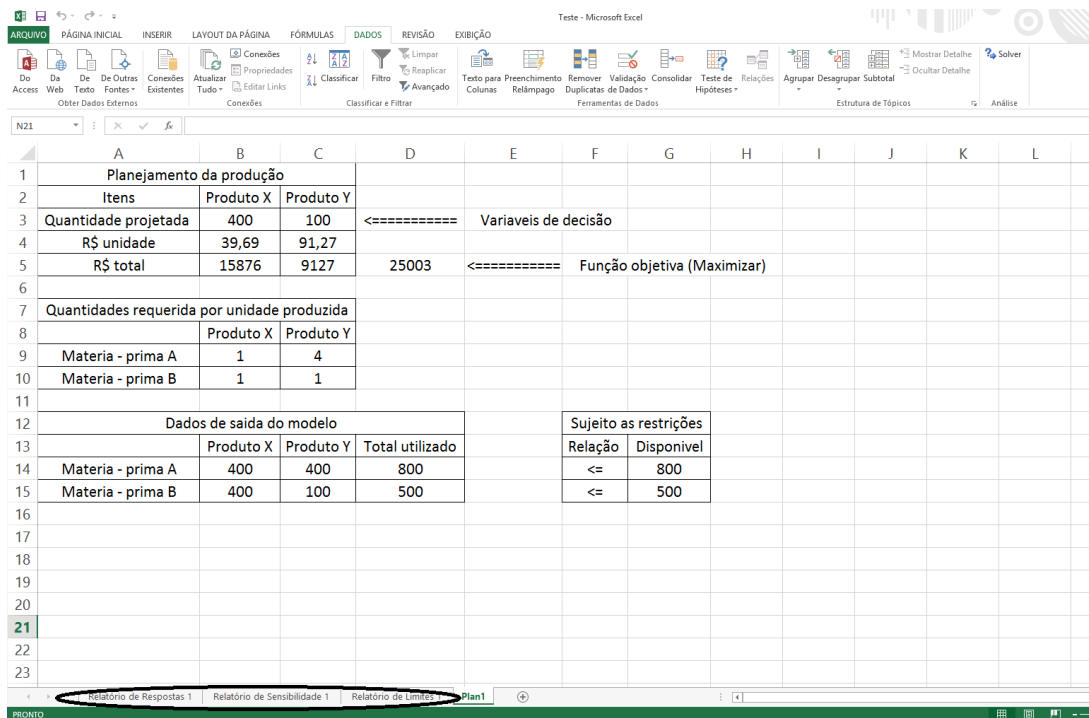 Teste - Microsoft Excel
ARQUIVO PÁGINA INICIAL INSERIR LAYOUT DA PÁGINA FÓRMULAS DADOS REVISÃO EXIBIÇÃO
Do Access
Da Web
De Texto
De Outras Fontes
Conexões Existentes
Obter Dados Externos
Atualizar Tudo
Conexões
Propriedades
Editar Links
Conexões
Classificar
Filtro
Limpar
Reaplicar
Avançado
Classificar e Filtrar
Texto para Colunas
Preenchimento Relâmpago
Remover Duplicatas
Validação de Dados
Consolidar
Teste de Hipóteses
Relações
Ferramentas de Dados
Agrupar
Desagrupar
Subtotal
Mostrar Detalhe
Ocultar Detalhe
Estrutura de Tópicos
Solver
Análise
N21 fx
A B C D E F G H I J K L
1 Planejamento da produção
2 Itens Produto X Produto Y
3 Quantidade projetada 400 100 <=========== Variaveis de decisão
4 R$ unidade 39,69 91,27
5 R$ total 15876 9127 25003 <=========== Função objetiva (Maximizar)
6
7 Quantidades requerida por unidade produzida
8 Produto X Produto Y
9 Materia - prima A 1 4
10 Materia - prima B 1 1
11
12 Dados de saida do modelo Sujeito as restrições
13 Produto X Produto Y Total utilizado Relação Disponivel
14 Materia - prima A 400 400 800 <= 800
15 Materia - prima B 400 100 500 <= 500
16
17
18
19
20
21
22
23
Relatório de Respostas 1 Relatório de Sensibilidade 1 Relatório de Limites 1 Plan1
PRONTO